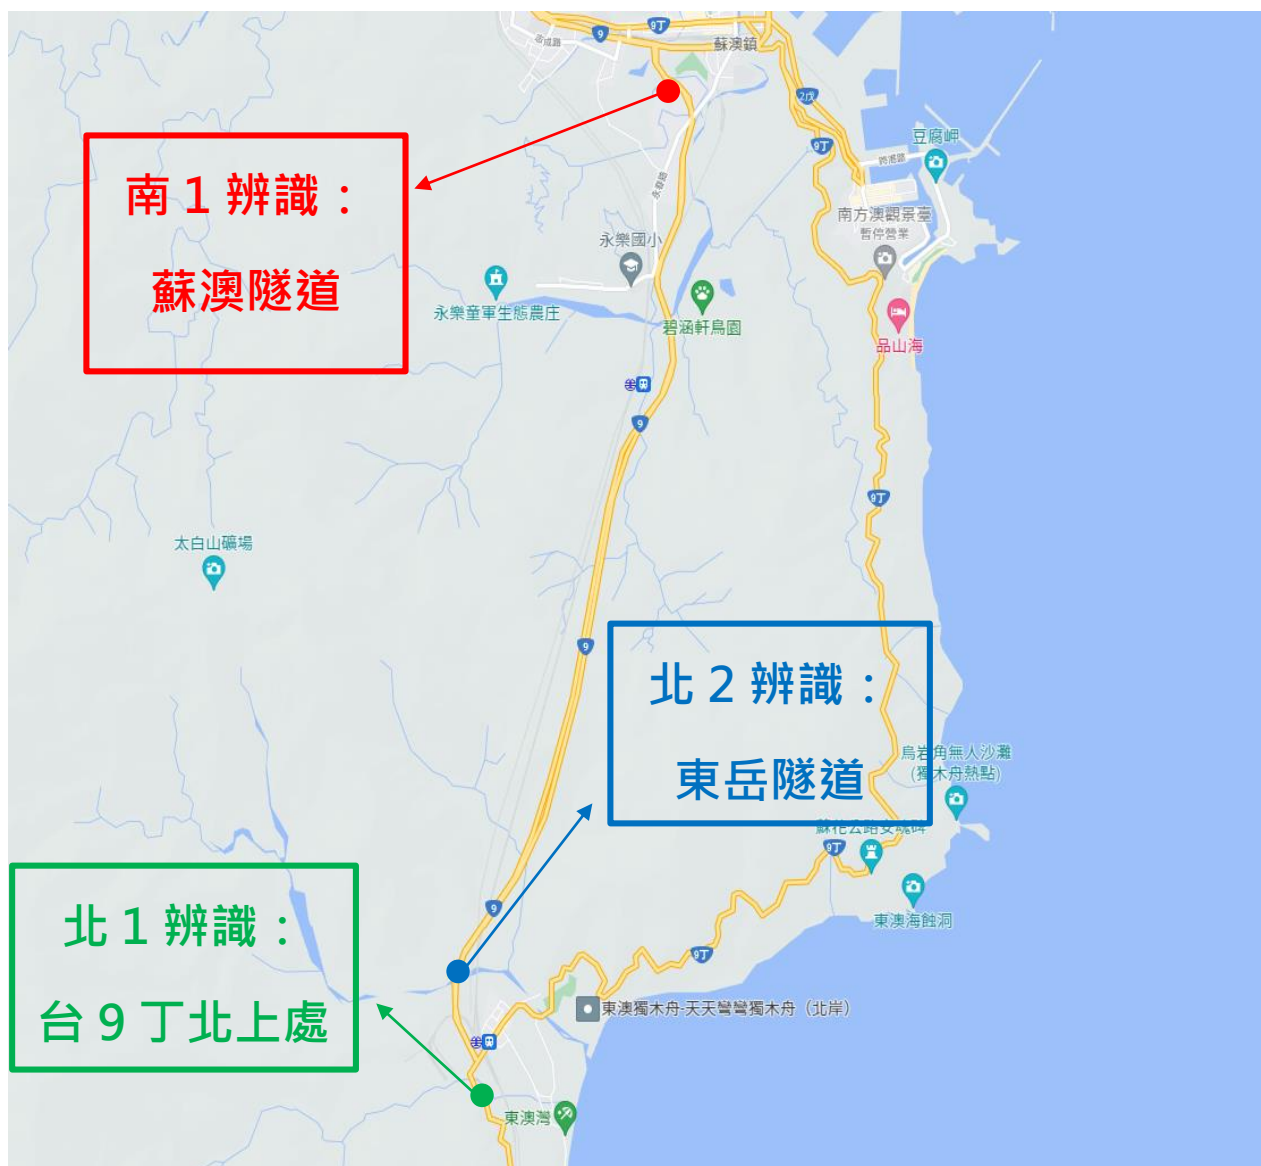 9丁
9
蘇澳鎮
2戊
9丁
豆腐岬
跨港路
南 1 辨識：
蘇澳隧道
南方澳觀景臺
暫停營業
永樂國小
永樂童軍生態農庄
碧涵軒鳥園
品山海
9
9丁
太白山礦場
9
北 2 辨識：
東岳隧道
烏岩角無人沙灘
(獨木舟熱點)
蘇花公路安魂碑
9丁
東澳海蝕洞
北 1 辨識：
台 9 丁北上處
9
9丁
東澳獨木舟-天天彎彎獨木舟（北岸）
東澳灣